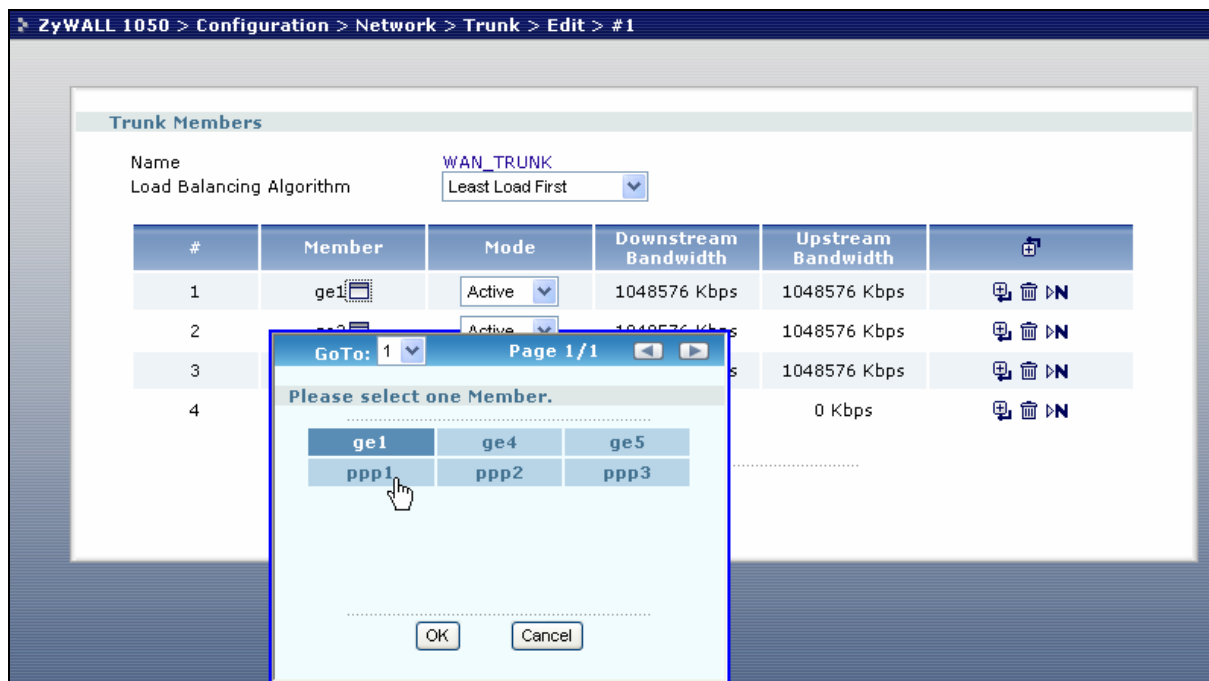 ZyWALL 1050 > Configuration > Network > Trunk > Edit > #1
Trunk Members
Name WAN_TRUNK
Load Balancing Algorithm Least Load First
# Member Mode Downstream Bandwidth Upstream Bandwidth
1 ge1 Active 1048576 Kbps 1048576 Kbps N
2 Active 1048576 Kbps 1048576 Kbps N
3 s 1048576 Kbps N
4 0 Kbps N
GoTo: 1 Page 1/1
Please select one Member.
ge1 ge4 ge5
ppp1 ppp2 ppp3
OK Cancel